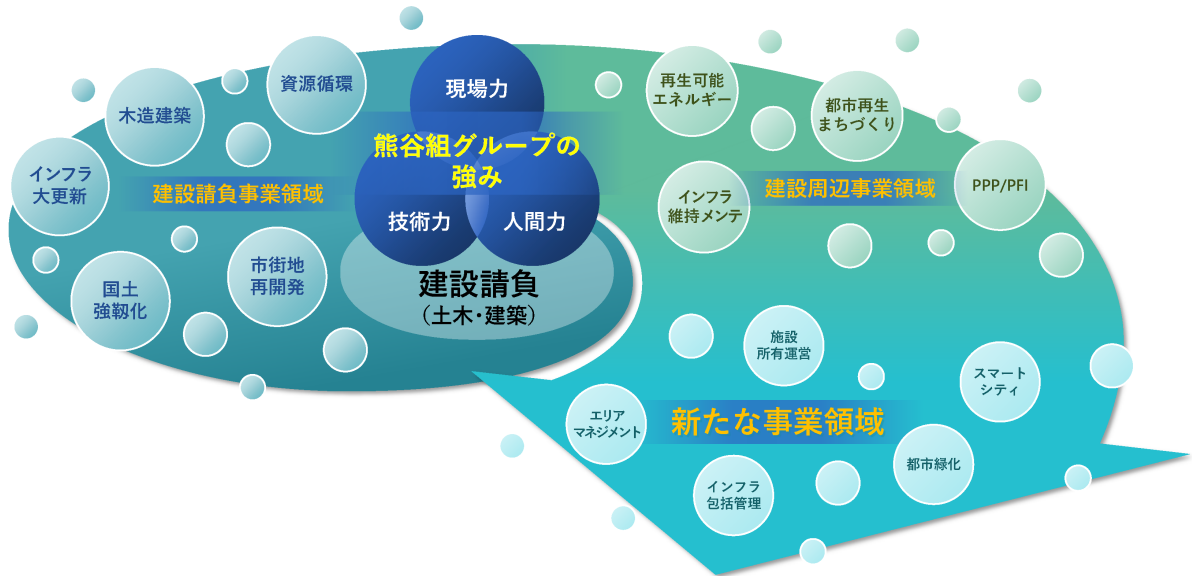 現場力
熊谷組グループの
強み
技術力
人間力
建設請負
（土木・建築）
建設請負事業領域
資源循環
木造建築
インフラ
大更新
国土
強靱化
市街地
再開発
建設周辺事業領域
再生可能
エネルギー
都市再生
まちづくり
インフラ
維持メンテ
PPP/PFI
新たな事業領域
施設
所有運営
スマート
シティ
エリア
マネジメント
都市緑化
インフラ
包括管理